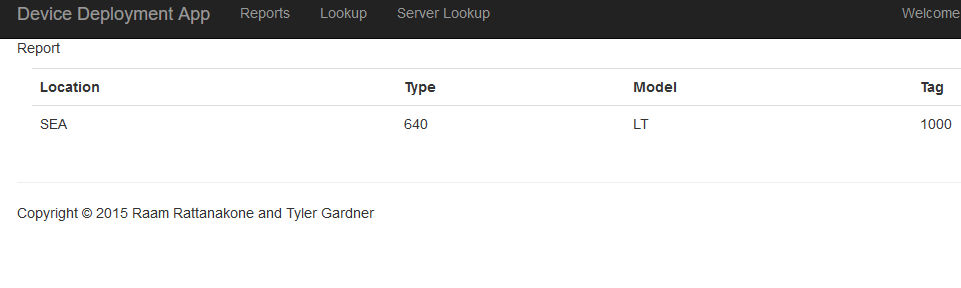 Device Deployment App Reports Lookup Server Lookup Welcome
Report
Location Type Model Tag
SEA 640 LT 1000
Copyright © 2015 Raam Rattanakone and Tyler Gardner